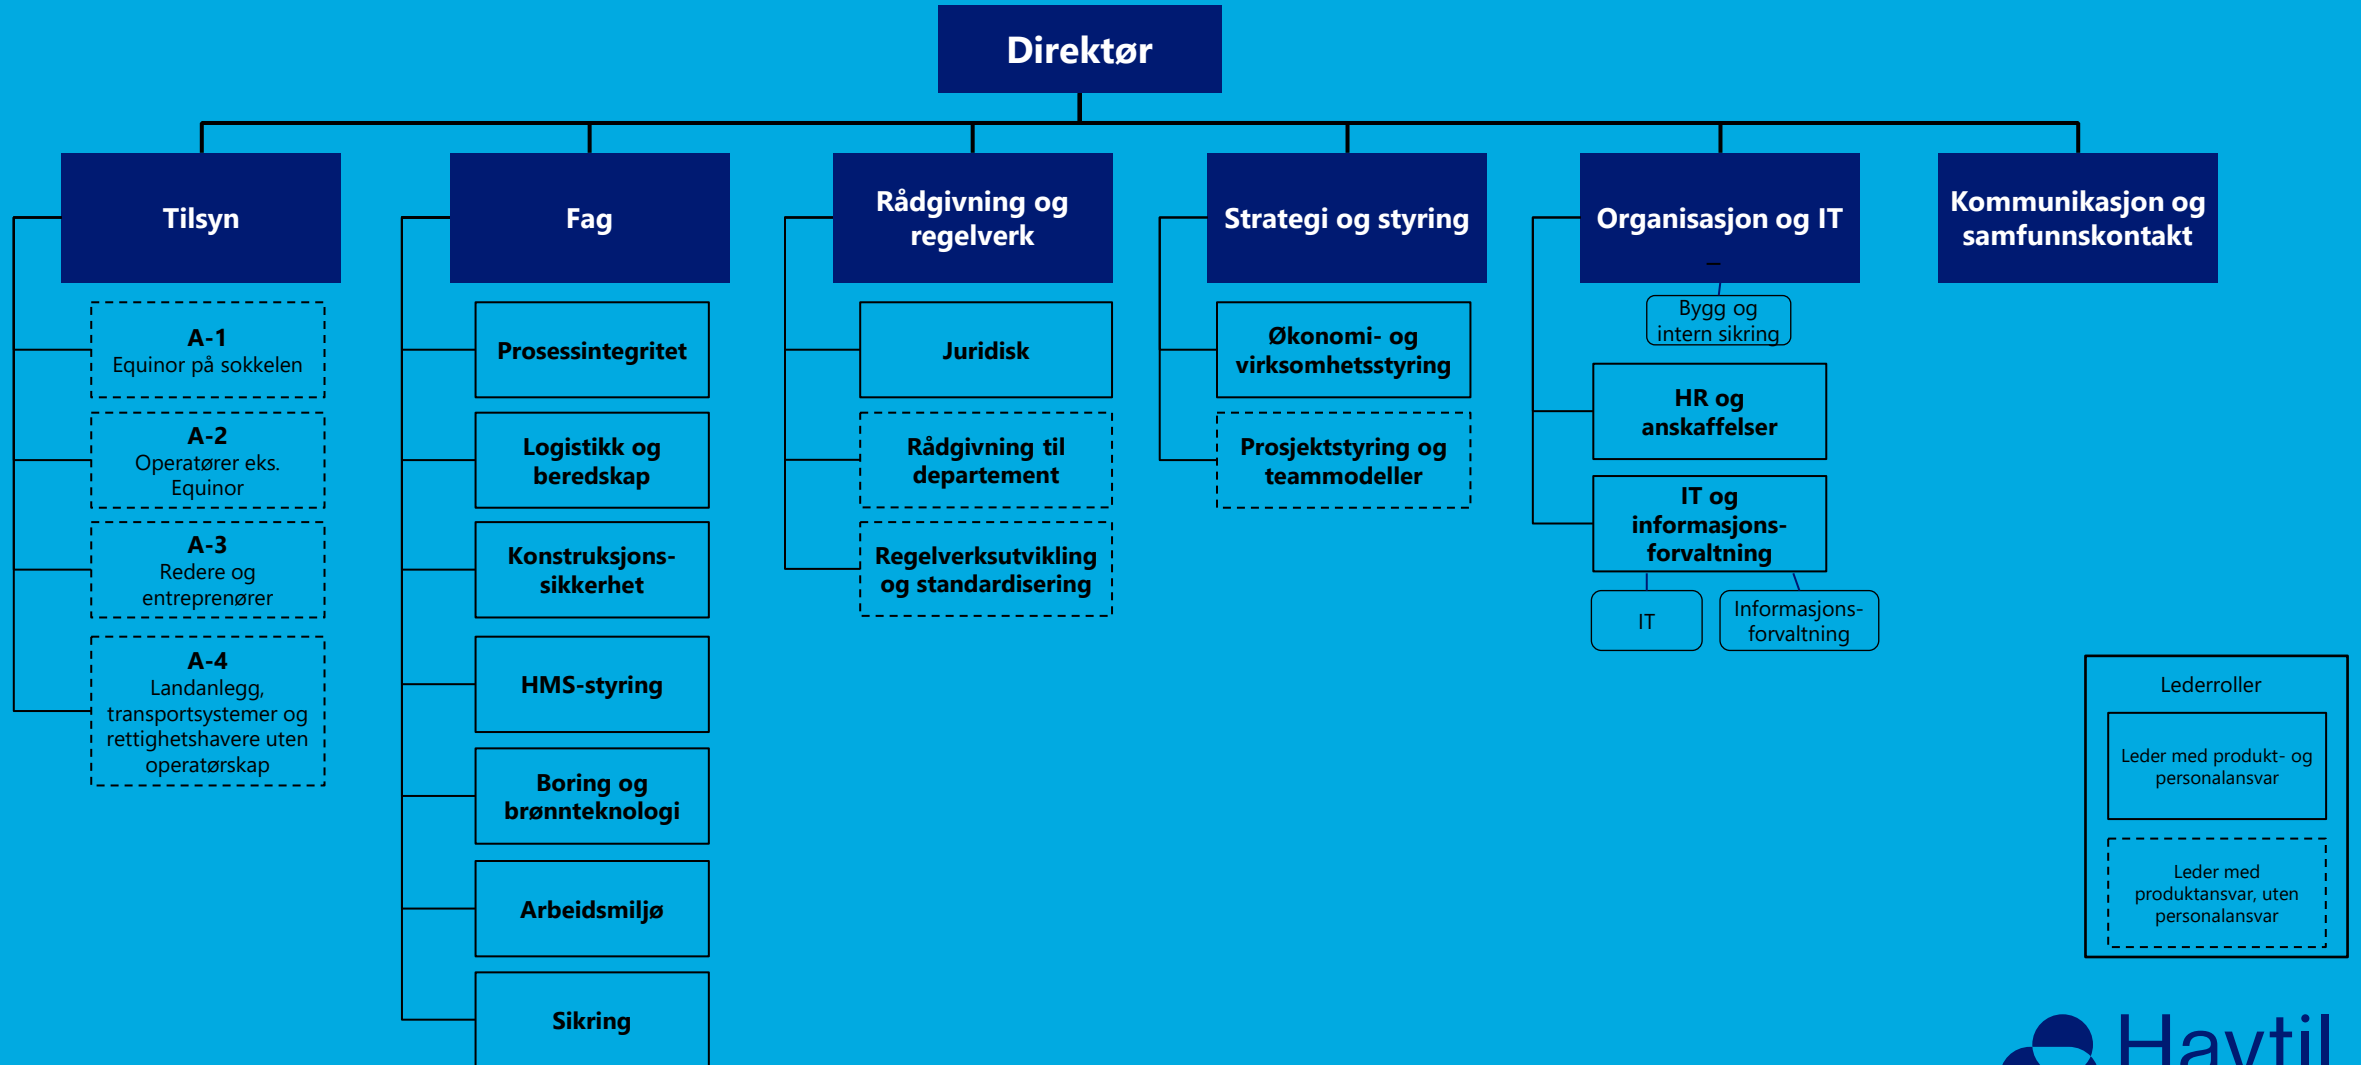 Direktør
Tilsyn
A-1
Equinor på sokkelen
A-2
Operatører eks.
Equinor
A-3
Redere og
entreprenører
A-4
Landanlegg,
transportsystemer og
rettighetshavere uten
operatørskap
Fag
Prosessintegritet
Logistikk og
beredskap
Konstruksjons-
sikkerhet
HMS-styring
Boring og
brønnteknologi
Arbeidsmiljø
Sikring
Rådgivning og
regelverk
Juridisk
Rådgivning til
departement
Regelverksutvikling
og standardisering
Strategi og styring
Økonomi- og
virksomhetsstyring
Prosjektstyring og
teammodeller
Organisasjon og IT
Bygg og
intern sikring
HR og
anskaffelser
IT og
informasjons-
forvaltning
IT
Informasjons-
forvaltning
Kommunikasjon og
samfunnskontakt
Lederroller
Leder med produkt- og
personalansvar
Leder med
produktansvar, uten
personalansvar
Havtil